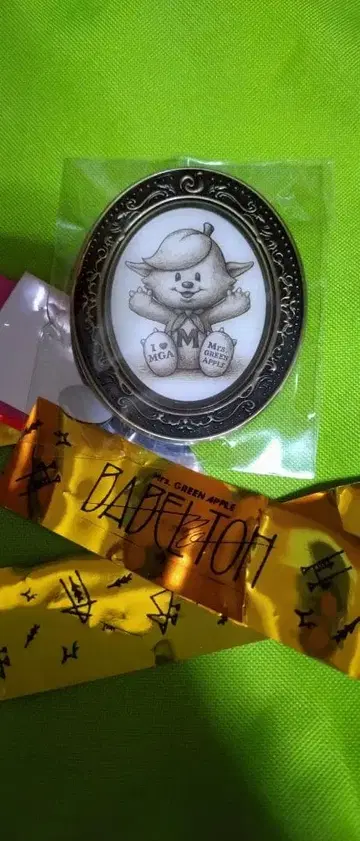 M
I ♥
MGA
Mrs.
GREEN
APPLE
Mrs. GREEN APPLE
BABEL no TOH